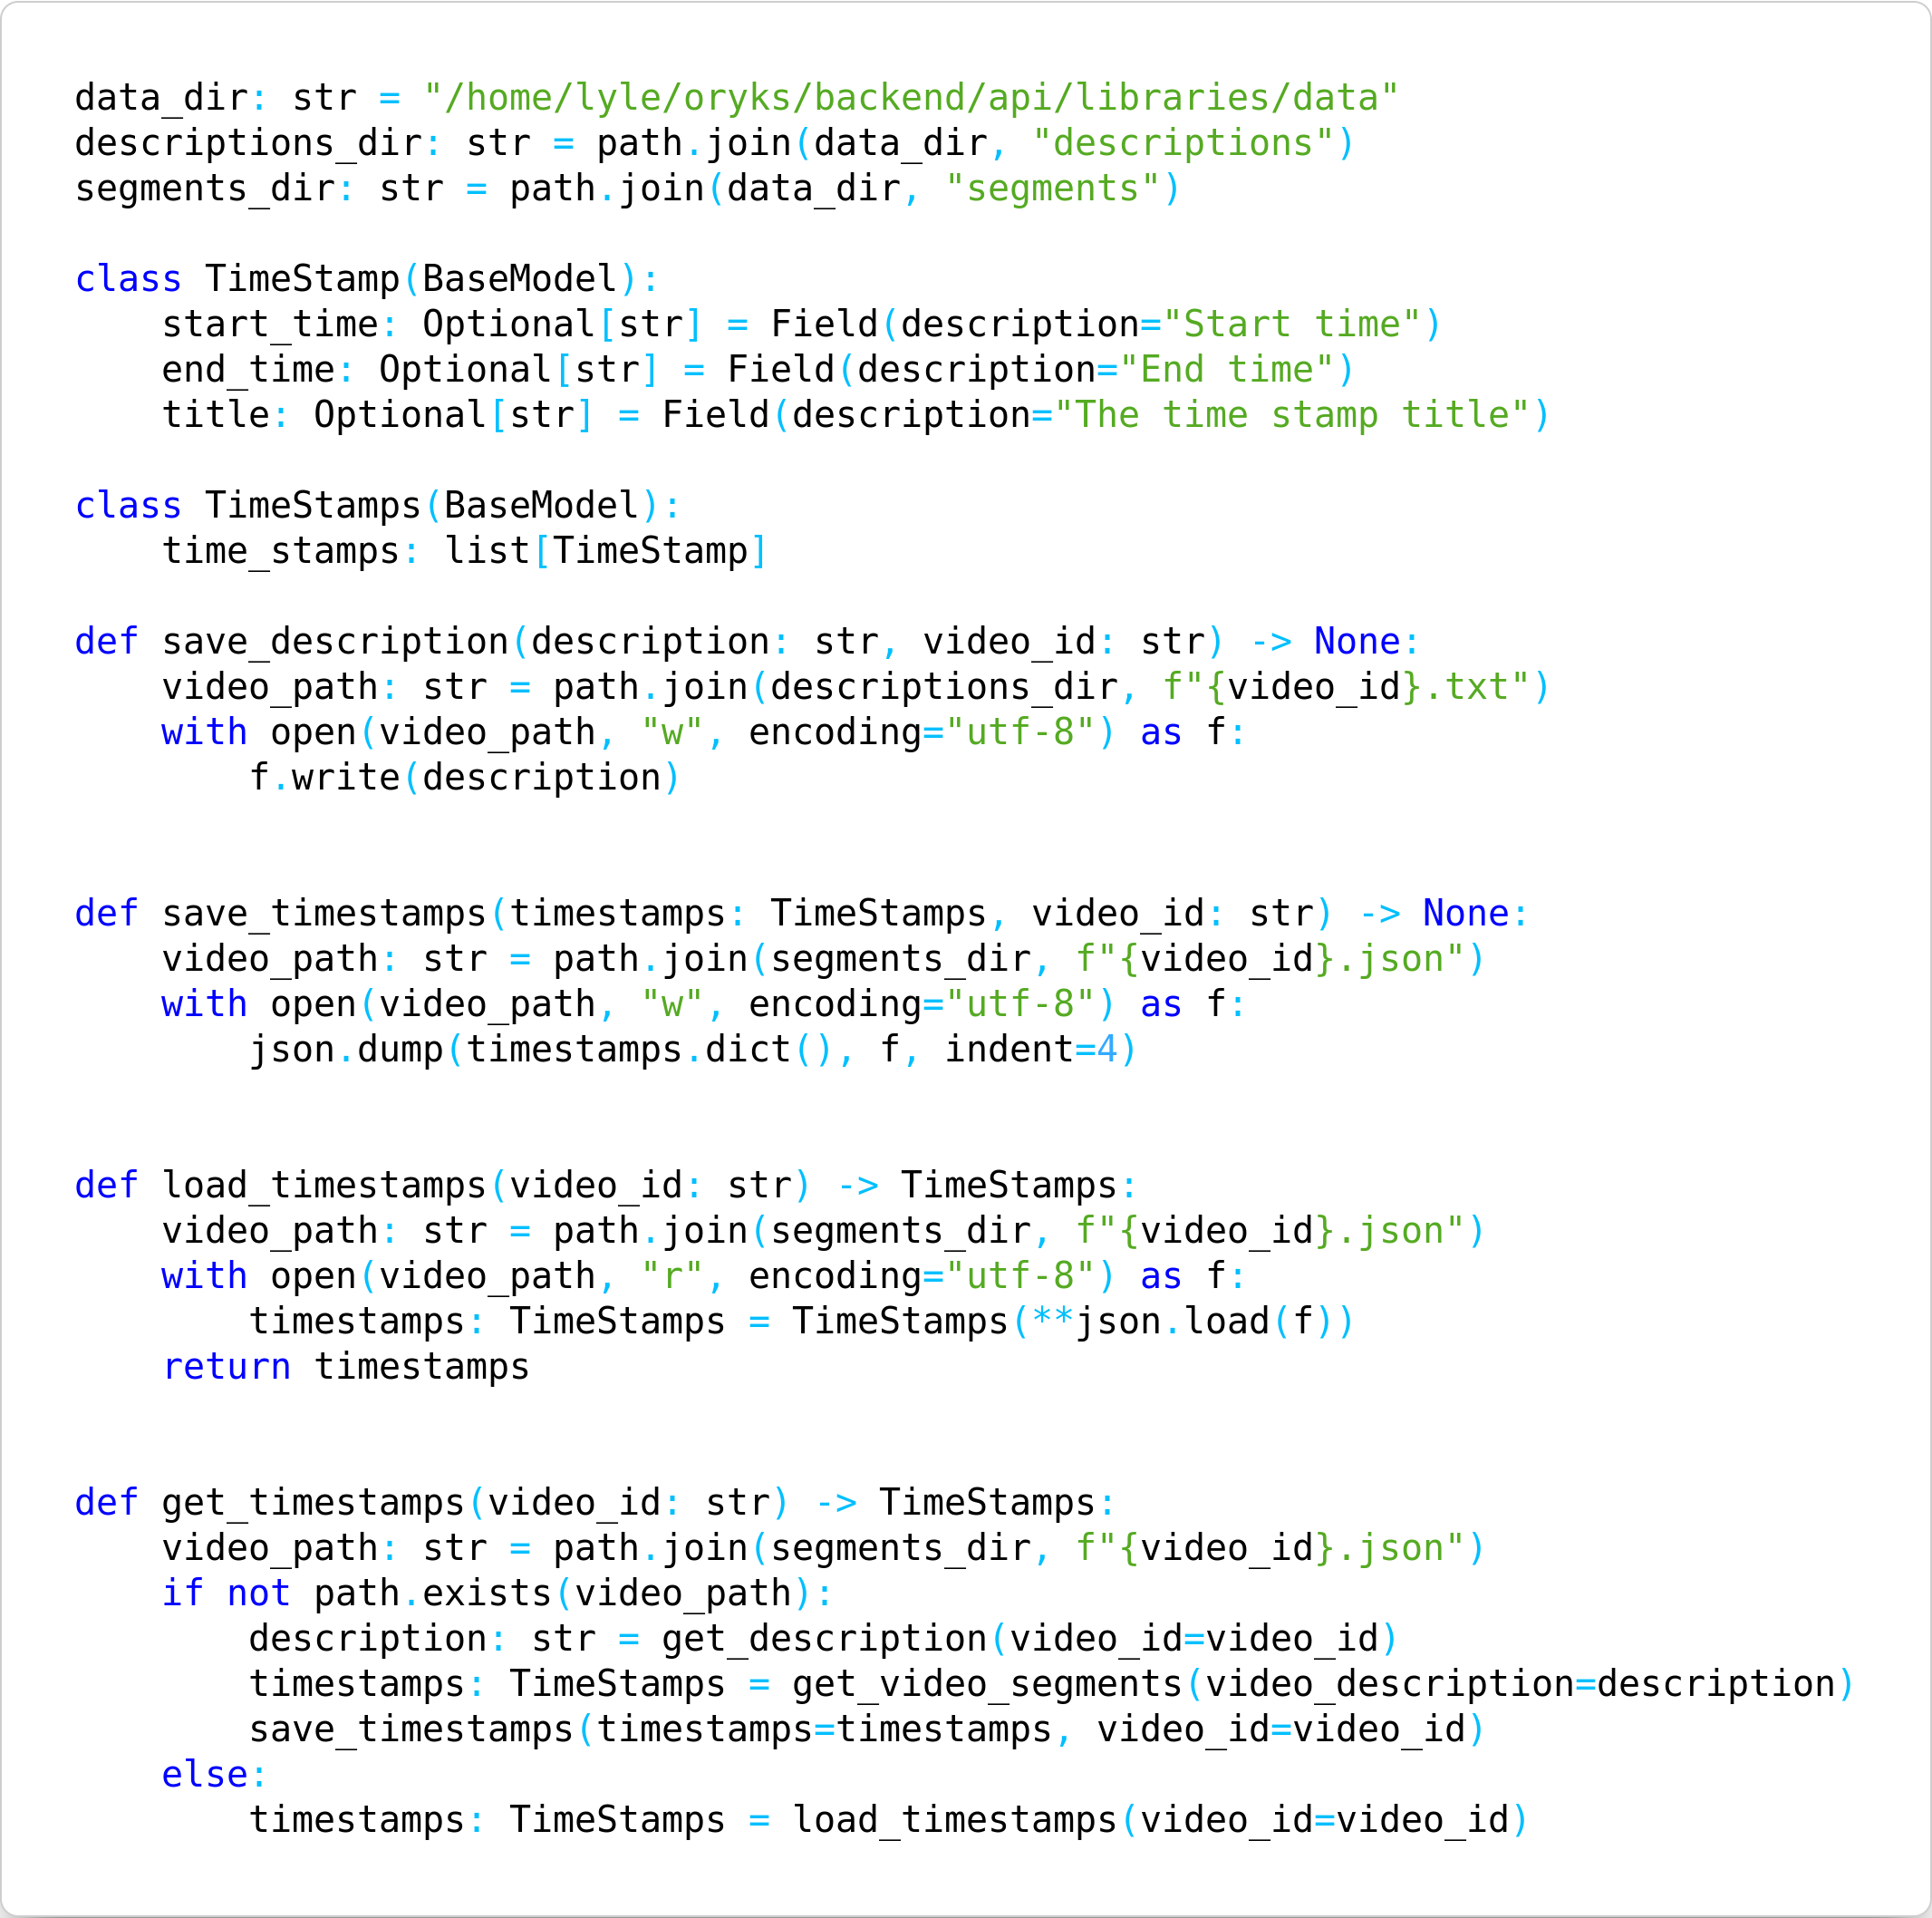 data_dir: str = "/home/lyle/oryks/backend/api/libraries/data"
descriptions_dir: str = path.join(data_dir, "descriptions")
segments_dir: str = path.join(data_dir, "segments")

class TimeStamp(BaseModel):
    start_time: Optional[str] = Field(description="Start time")
    end_time: Optional[str] = Field(description="End time")
    title: Optional[str] = Field(description="The time stamp title")

class TimeStamps(BaseModel):
    time_stamps: list[TimeStamp]

def save_description(description: str, video_id: str) -> None:
    video_path: str = path.join(descriptions_dir, f"{video_id}.txt")
    with open(video_path, "w", encoding="utf-8") as f:
        f.write(description)


def save_timestamps(timestamps: TimeStamps, video_id: str) -> None:
    video_path: str = path.join(segments_dir, f"{video_id}.json")
    with open(video_path, "w", encoding="utf-8") as f:
        json.dump(timestamps.dict(), f, indent=4)


def load_timestamps(video_id: str) -> TimeStamps:
    video_path: str = path.join(segments_dir, f"{video_id}.json")
    with open(video_path, "r", encoding="utf-8") as f:
        timestamps: TimeStamps = TimeStamps(**json.load(f))
    return timestamps


def get_timestamps(video_id: str) -> TimeStamps:
    video_path: str = path.join(segments_dir, f"{video_id}.json")
    if not path.exists(video_path):
        description: str = get_description(video_id=video_id)
        timestamps: TimeStamps = get_video_segments(video_description=description)
        save_timestamps(timestamps=timestamps, video_id=video_id)
    else:
        timestamps: TimeStamps = load_timestamps(video_id=video_id)